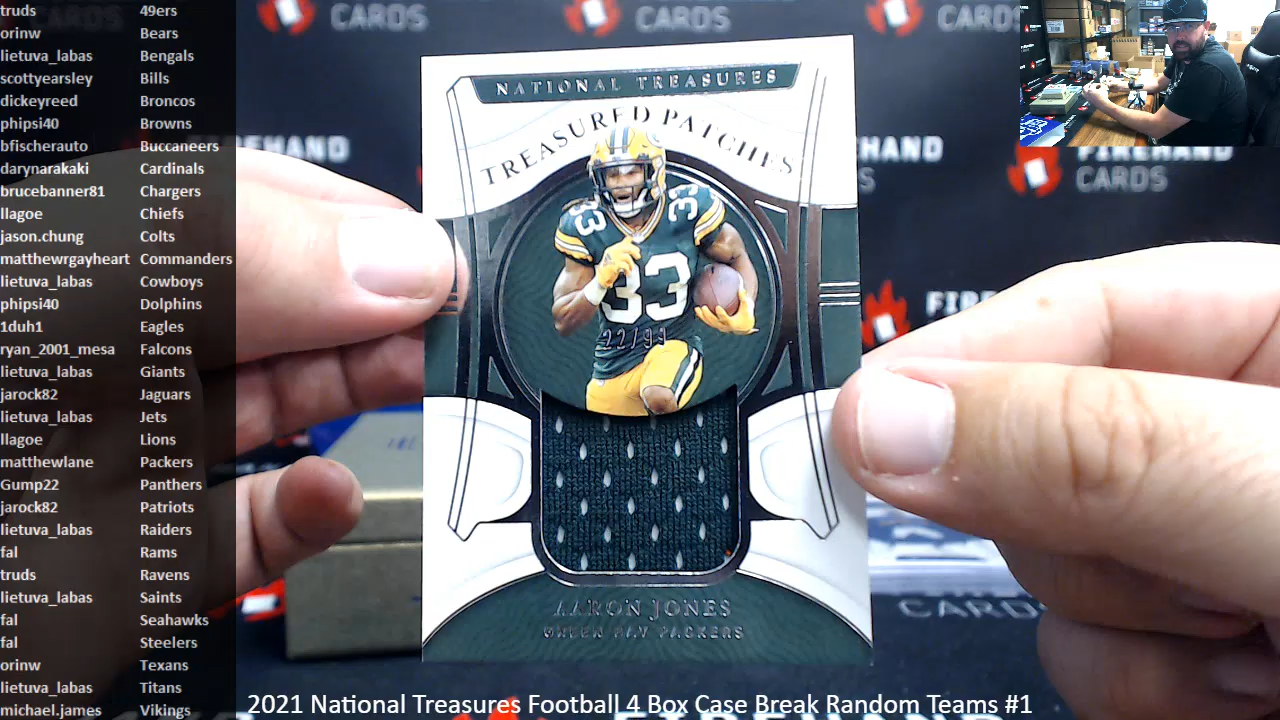 truds 49ers
orinw Bears
lietuva_labas Bengals
scottyearsley Bills
dickeyreed Broncos
phipsi40 Browns
bfischerauto Buccaneers
darynarakaki Cardinals
brucebanner81 Chargers
llagoe Chiefs
jason.chung Colts
matthewrgayheart Commanders
lietuva_labas Cowboys
phipsi40 Dolphins
1duh1 Eagles
ryan_2001_mesa Falcons
lietuva_labas Giants
jarock82 Jaguars
lietuva_labas Jets
llagoe Lions
matthewlane Packers
Gump22 Panthers
jarock82 Patriots
lietuva_labas Raiders
fal Rams
truds Ravens
lietuva_labas Saints
fal Seahawks
fal Steelers
orinw Texans
lietuva_labas Titans
michael.james Vikings
CARDS
CARDS
CARDS
NATIONAL TREASURES
TREASURED PATCHES
33
33
33
22/99
AARON JONES
GREEN BAY PACKERS
FIREHAND
CARDS
CARDS
2021 National Treasures Football 4 Box Case Break Random Teams #1